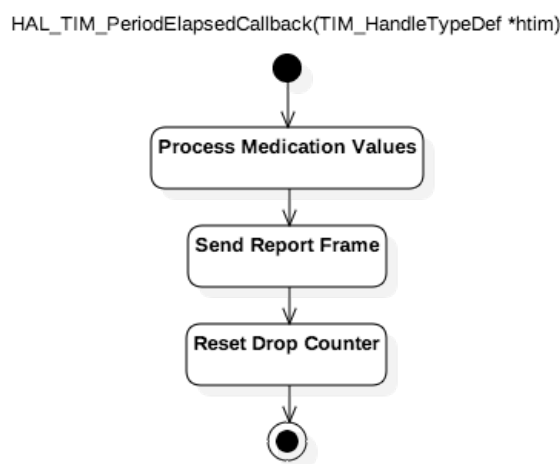 HAL_TIM_PeriodElapsedCallback(TIM_HandleTypeDef *htim)
Process Medication Values
Send Report Frame
Reset Drop Counter